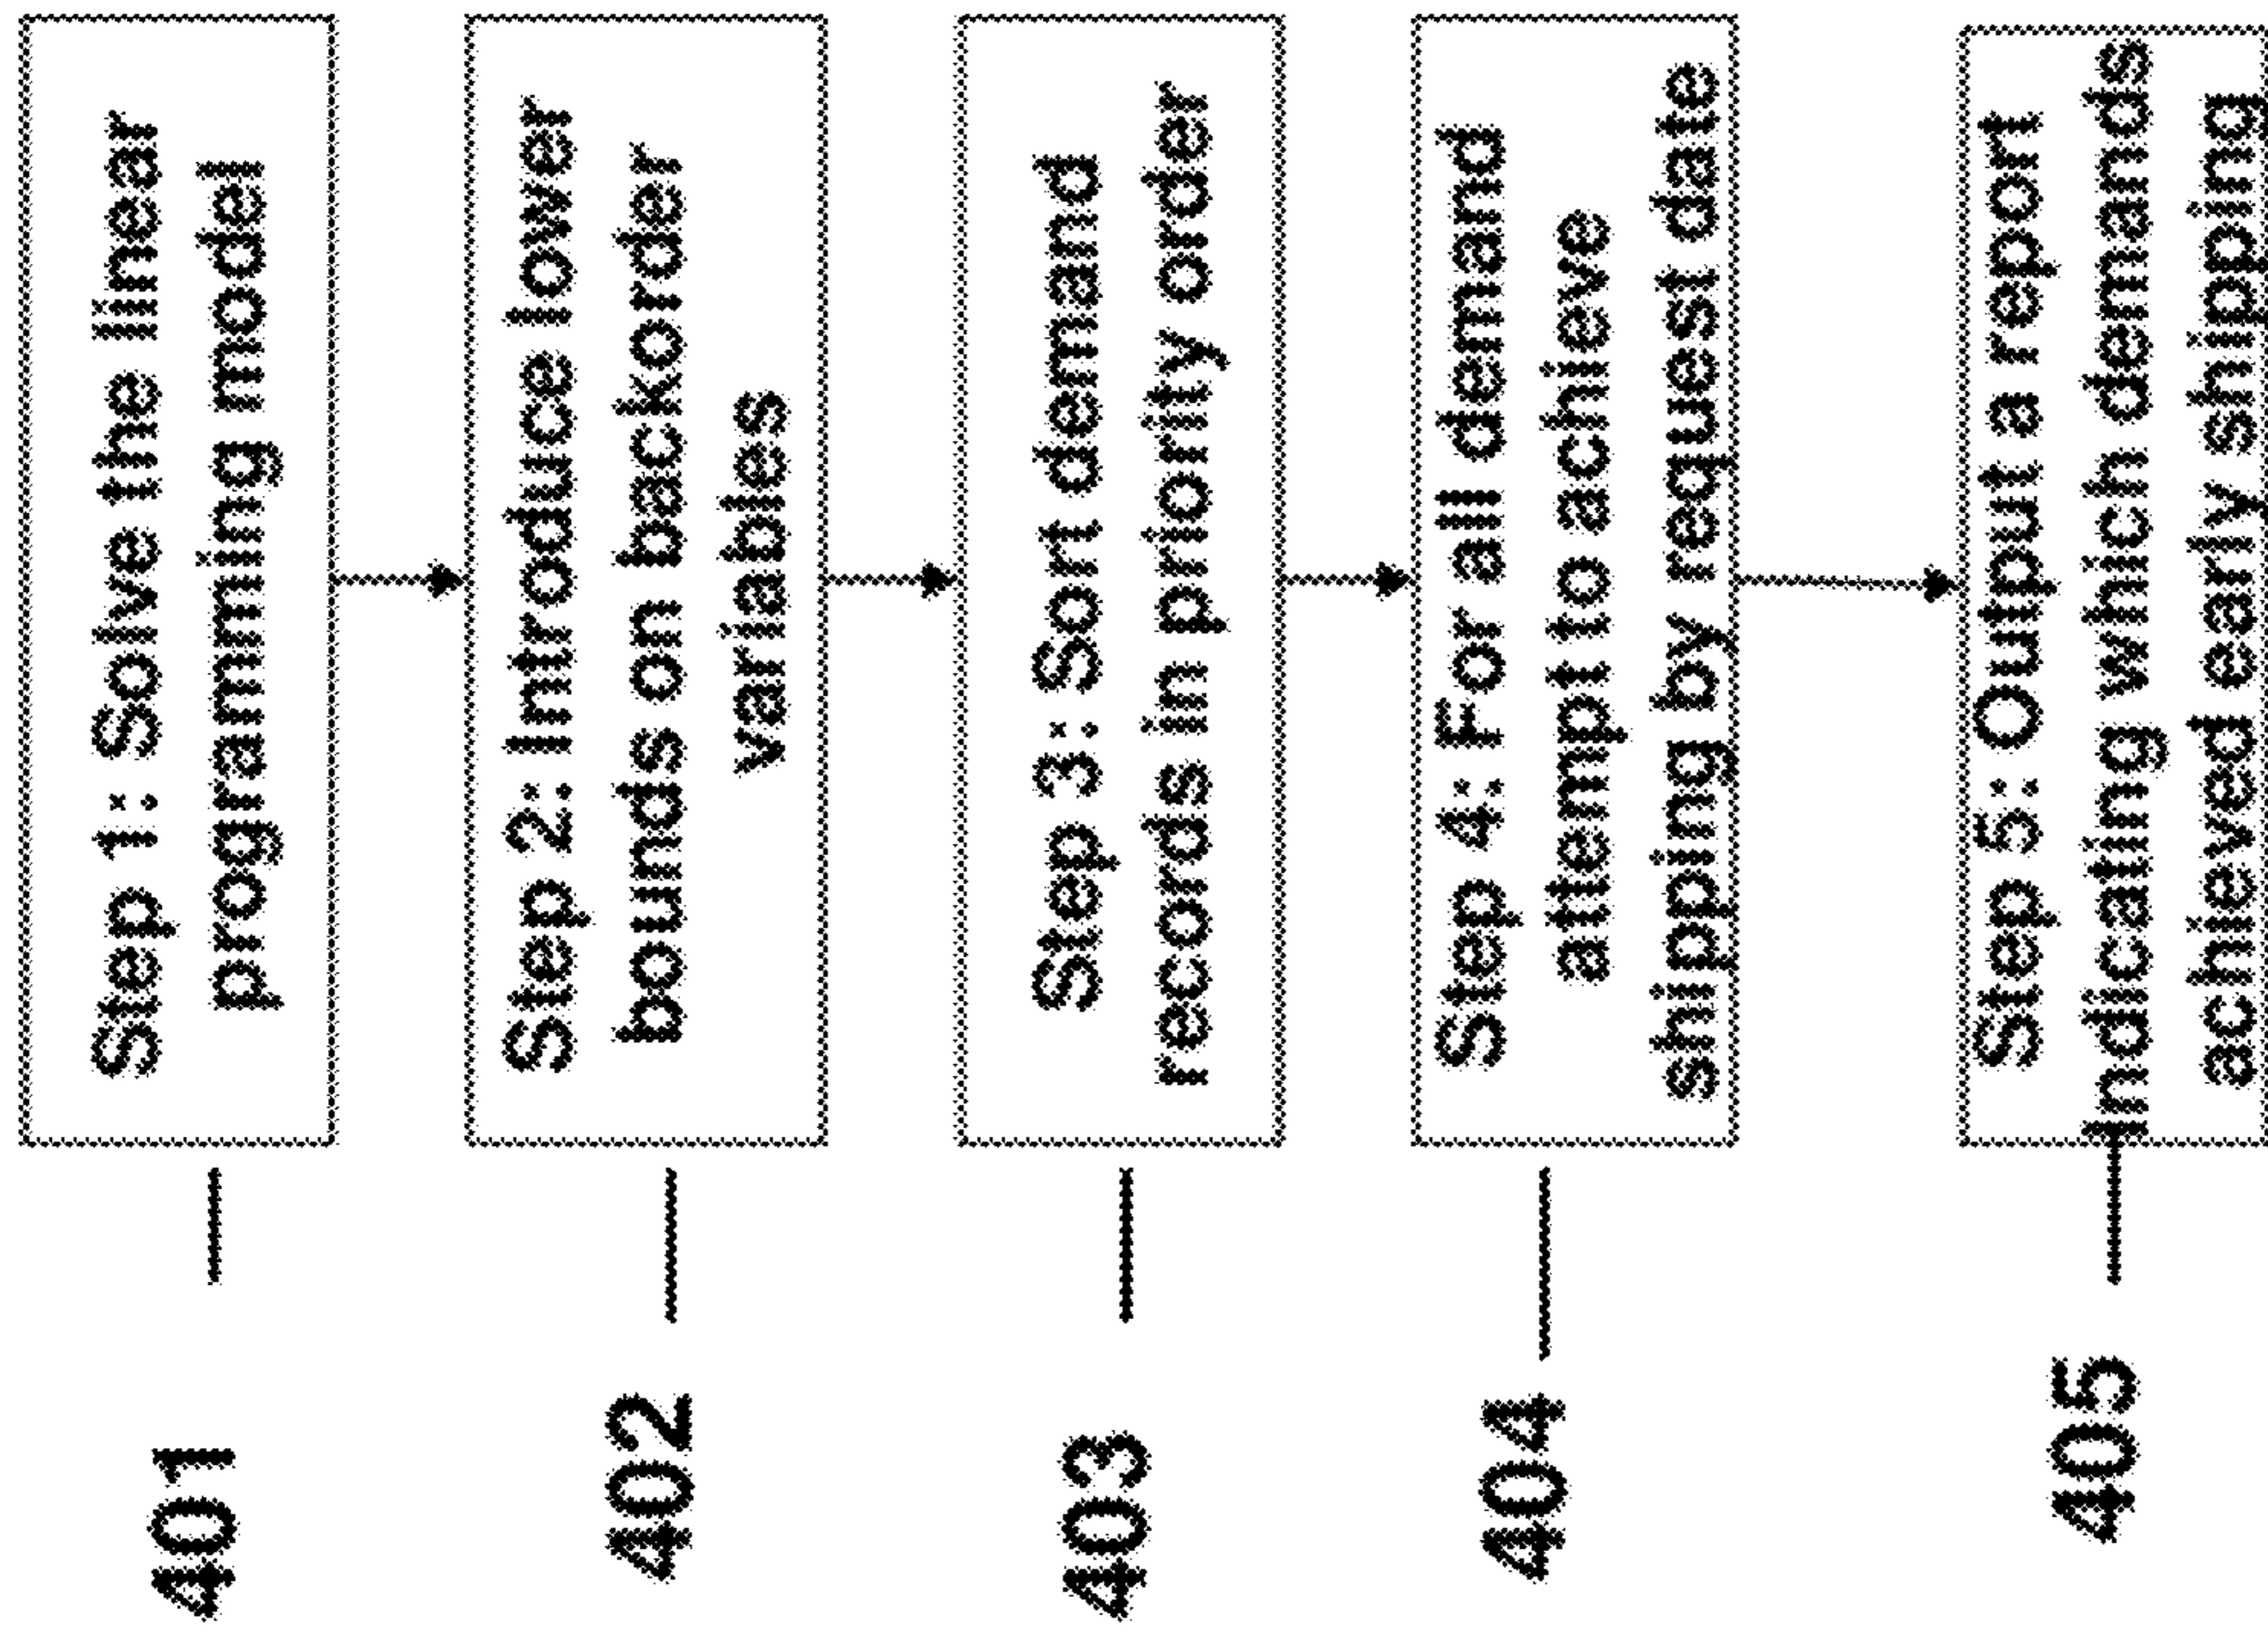 401
Step 1: Solve the linear
programming model
402
Step 2: Introduce lower
bounds on backorder
variables
403
Step 3: Sort demand
records in priority order
404
Step 4: For all demand
attempt to achieve
shipping by request date
405
Step 5: Output a report
indicating which demands
achieved early shipping